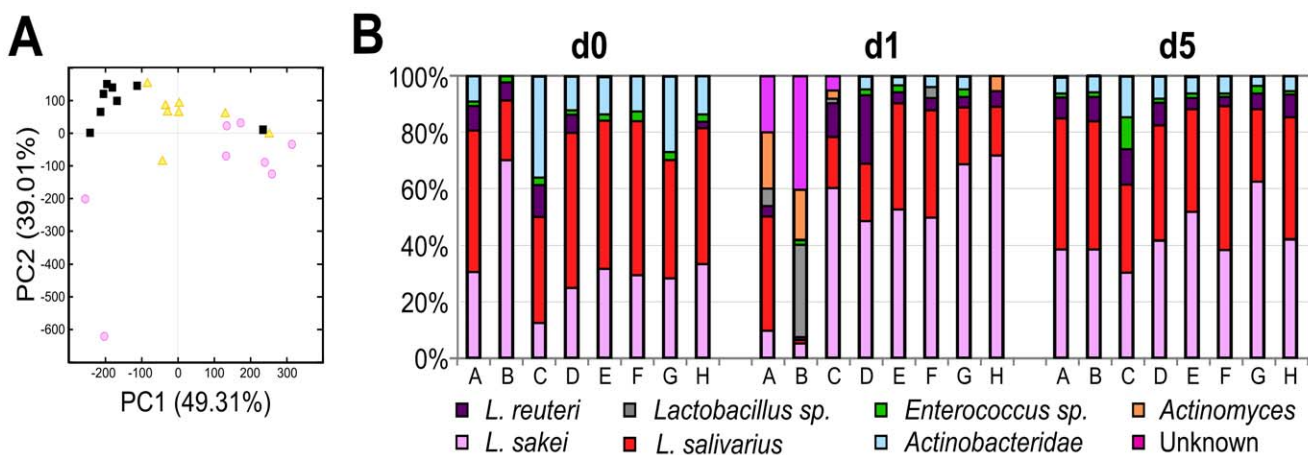 A
B
d0
d1
d5
PC2 (39.01%)
100
0
-100
-200
-300
-400
-500
-600
-200
-100
0
100
200
300
PC1 (49.31%)
100%
80%
60%
40%
20%
0%
A B C D E F G H
A B C D E F G H
A B C D E F G H
L. reuteri
Lactobacillus sp.
Enterococcus sp.
Actinomyces
L. sakei
L. salivarius
Actinobacteridae
Unknown